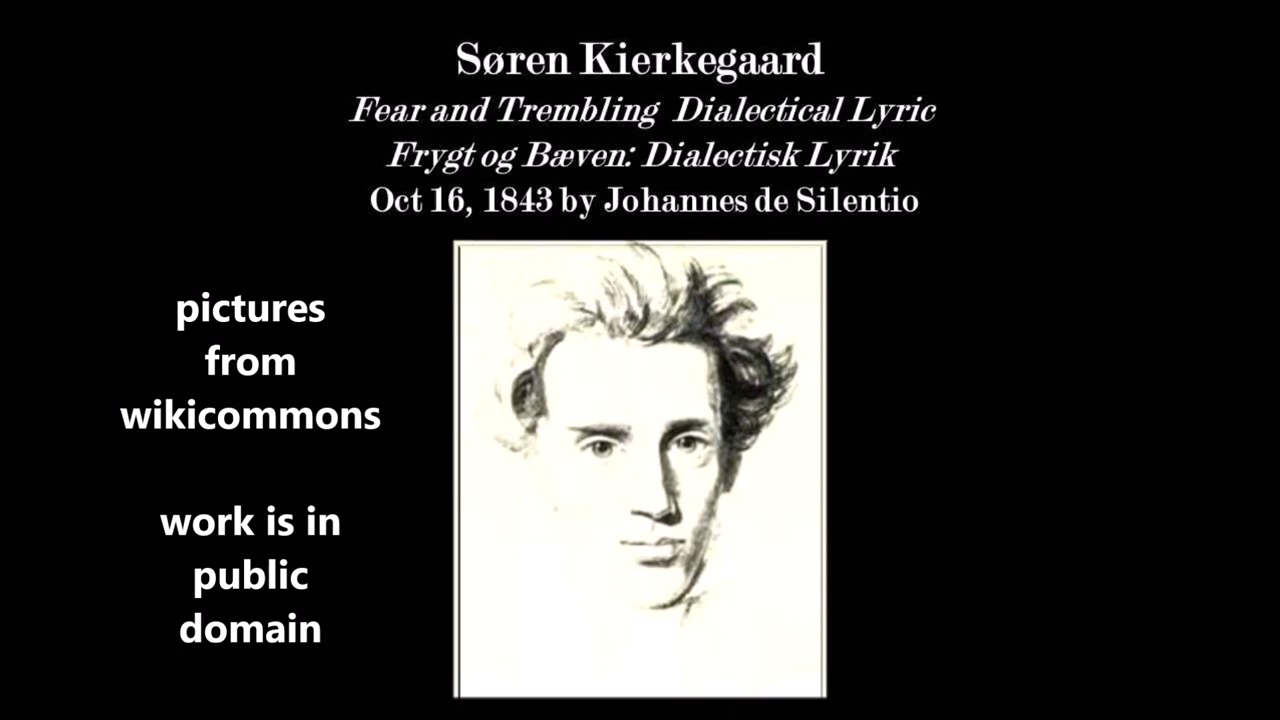 Søren Kierkegaard
Fear and Trembling Dialectical Lyric
Frygt og Bæven: Dialectisk Lyrik
Oct 16, 1843 by Johannes de Silentio
pictures
from
wikicommons
work is in
public
domain